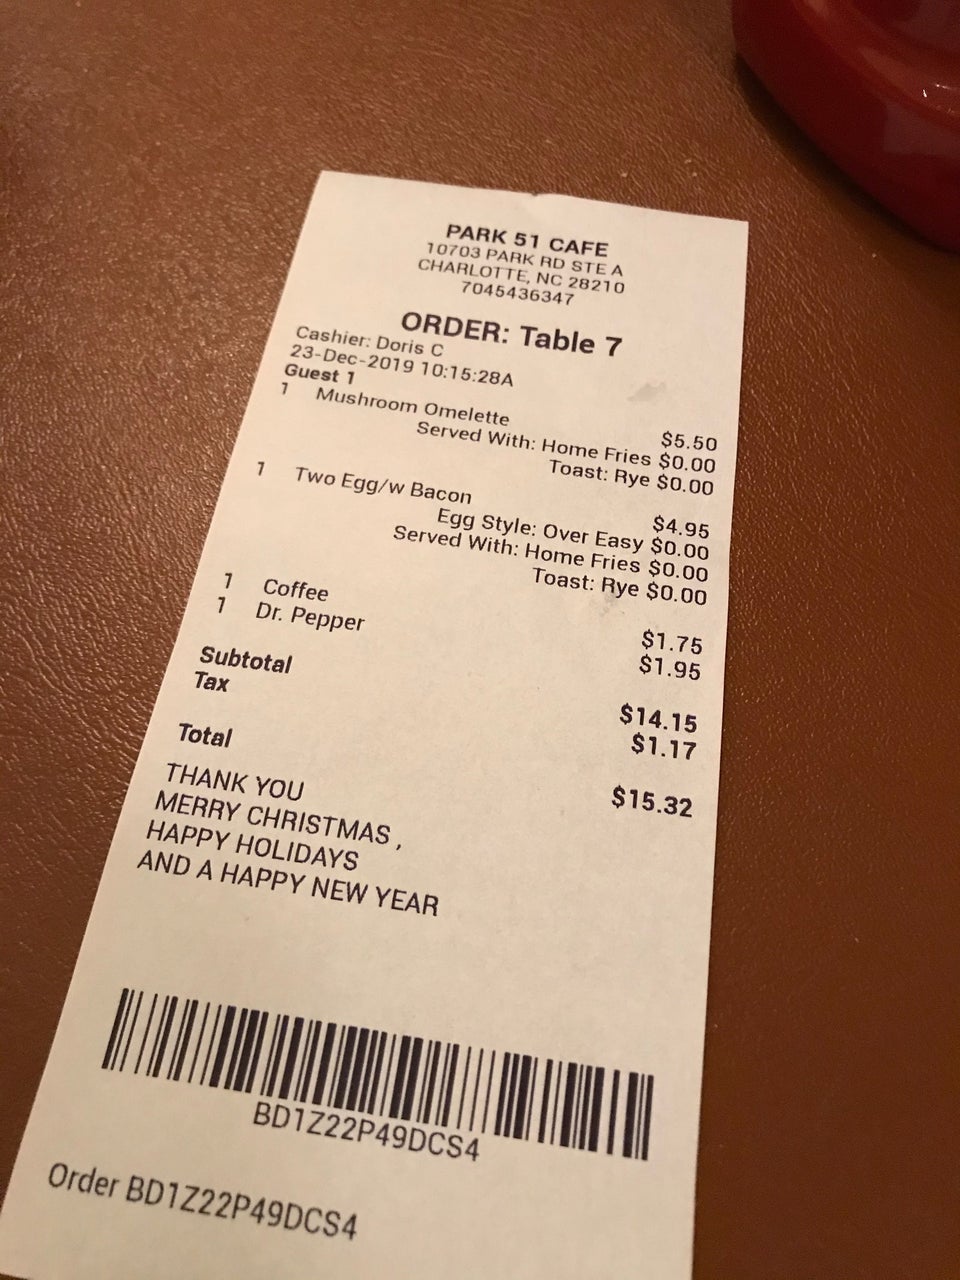 PARK 51 CAFE
10703 PARK RD STE A
CHARLOTTE, NC 28210
7045436347
ORDER: Table 7
Cashier: Doris C
23-Dec-2019 10:15:28A
Guest 1
1 Mushroom Omelette $5.50
Served With: Home Fries $0.00
Toast: Rye $0.00
1 Two Egg/w Bacon $4.95
Egg Style: Over Easy $0.00
Served With: Home Fries $0.00
Toast: Rye $0.00
1 Coffee $1.75
1 Dr. Pepper $1.95
Subtotal $14.15
Tax $1.17
Total $15.32
THANK YOU
MERRY CHRISTMAS ,
HAPPY HOLIDAYS
AND A HAPPY NEW YEAR
BD1Z22P49DCS4
Order BD1Z22P49DCS4